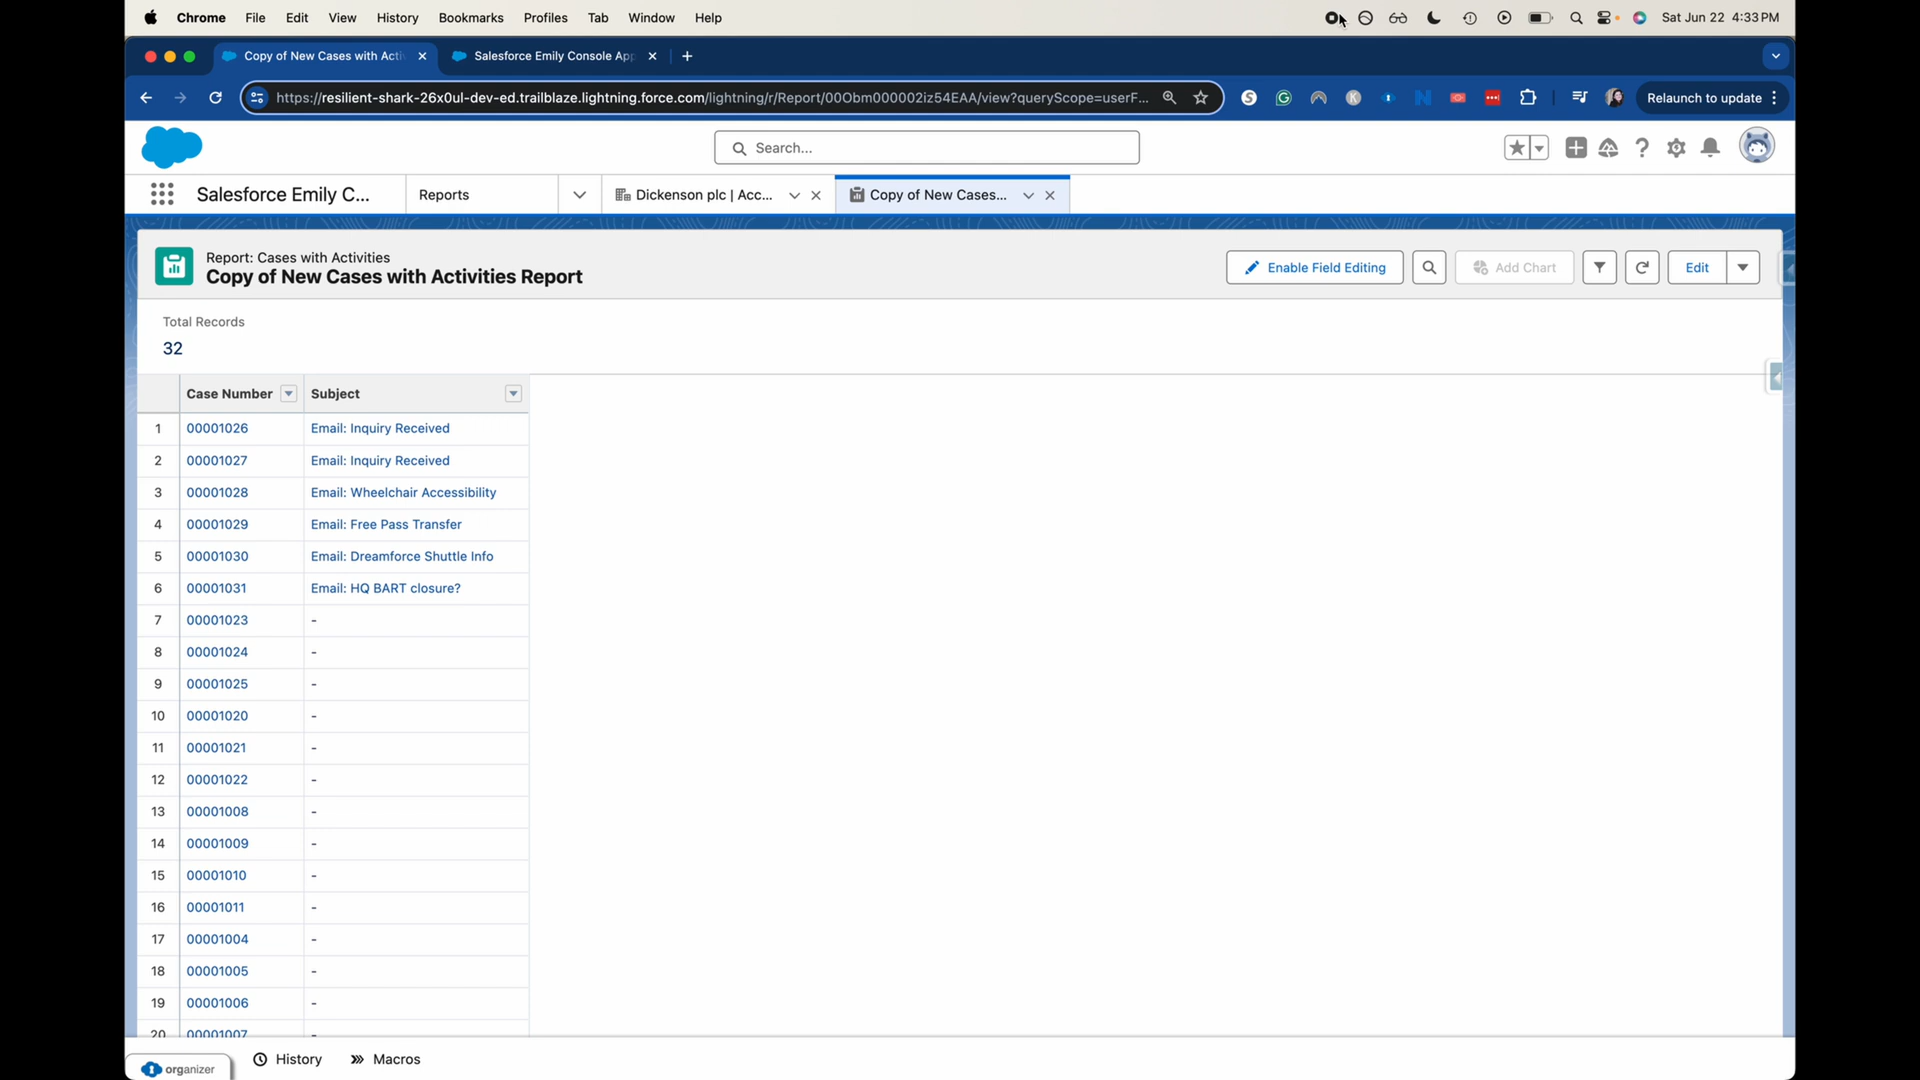 Chrome File Edit View History Bookmarks Profiles Tab Window Help Sat Jun 22 4:33 PM
Copy of New Cases with Acti Salesforce Emily Console App
https://resilient-shark-26x0ul-dev-ed.trailblaze.lightning.force.com/lightning/r/Report/00Obm000002iz54EAA/view?queryScope=userF... Relaunch to update
Search...
Salesforce Emily C... Reports Dickenson plc | Acc... Copy of New Cases...
Report: Cases with Activities
Copy of New Cases with Activities Report
Enable Field Editing Add Chart Edit
Total Records
32
Case Number Subject
1 00001026 Email: Inquiry Received
2 00001027 Email: Inquiry Received
3 00001028 Email: Wheelchair Accessibility
4 00001029 Email: Free Pass Transfer
5 00001030 Email: Dreamforce Shuttle Info
6 00001031 Email: HQ BART closure?
7 00001023 -
8 00001024 -
9 00001025 -
10 00001020 -
11 00001021 -
12 00001022 -
13 00001008 -
14 00001009 -
15 00001010 -
16 00001011 -
17 00001004 -
18 00001005 -
19 00001006 -
20 00001007 -
organizer History Macros